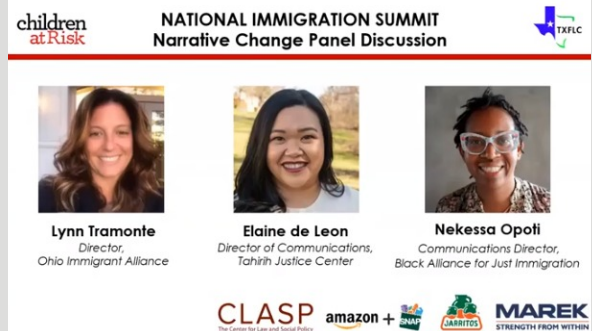 children
at Risk
NATIONAL IMMIGRATION SUMMIT
Narrative Change Panel Discussion
TXFLC
Lynn Tramonte
Director,
Ohio Immigrant Alliance
Elaine de Leon
Director of Communications,
Tahirih Justice Center
Nekessa Opoti
Communications Director,
Black Alliance for Just Immigration
CLASP
The Center for Law and Social Policy
amazon + SNAP
JARRITOS
MAREK
STRENGTH FROM WITHIN